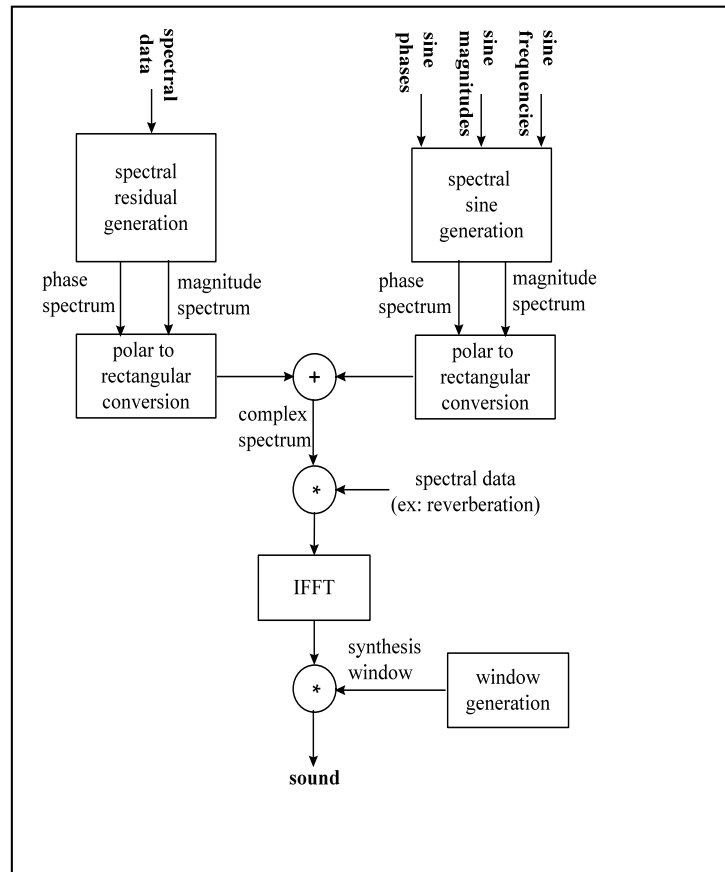 spectral
data
sine
phases
sine
magnitudes
sine
frequencies
spectral
residual
generation
spectral
sine
generation
phase
spectrum
magnitude
spectrum
phase
spectrum
magnitude
spectrum
polar to
rectangular
conversion
+
polar to
rectangular
conversion
complex
spectrum
*
spectral data
(ex: reverberation)
IFFT
synthesis
window
*
window
generation
sound